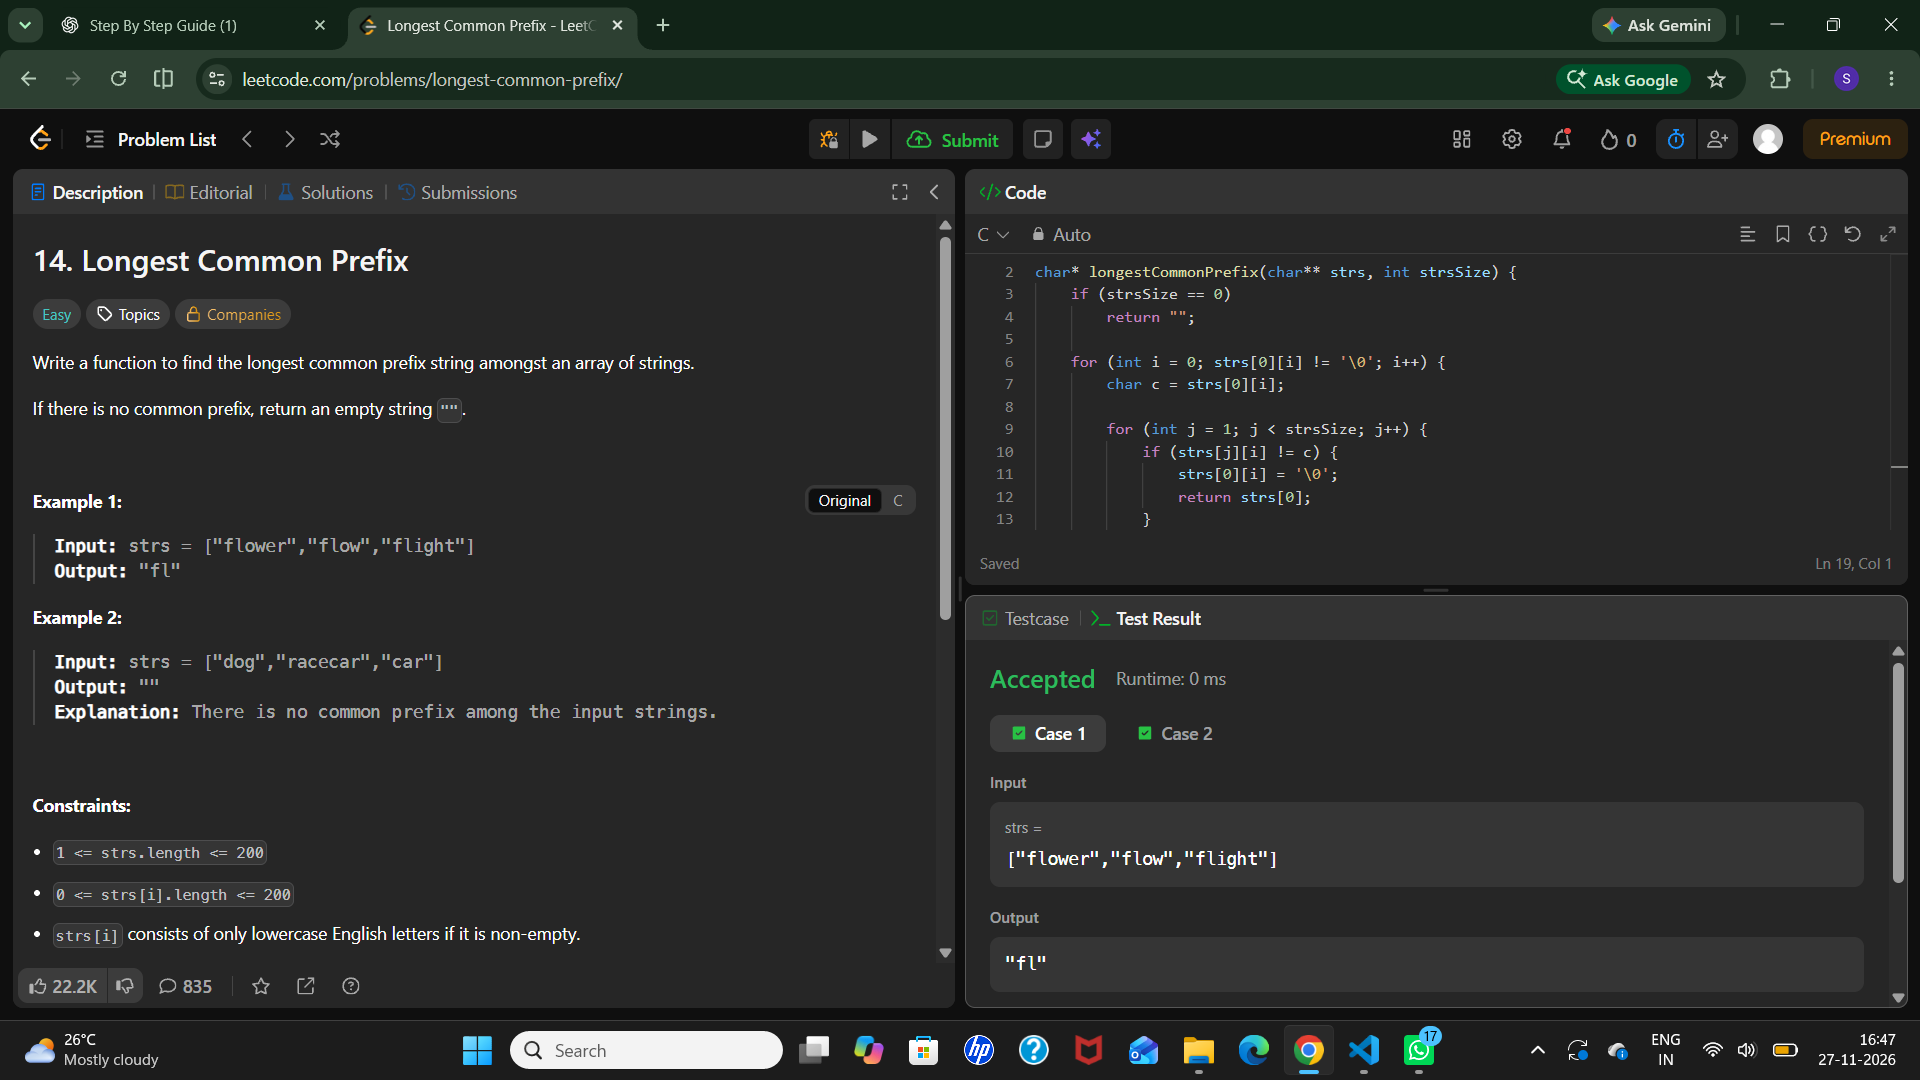 Step By Step Guide (1)
Longest Common Prefix - Leet
Ask Gemini
leetcode.com/problems/longest-common-prefix/
Ask Google
S
Problem List
Submit
0
Premium
Description
Editorial
Solutions
Submissions
14. Longest Common Prefix
Easy
Topics
Companies
Write a function to find the longest common prefix string amongst an array of strings.
If there is no common prefix, return an empty string "".
Example 1:
Original
C
Input: strs = ["flower","flow","flight"]
Output: "fl"
Example 2:
Input: strs = ["dog","racecar","car"]
Output: ""
Explanation: There is no common prefix among the input strings.
Constraints:
• 1 <= strs.length <= 200
• 0 <= strs[i].length <= 200
• strs[i] consists of only lowercase English letters if it is non-empty.
22.2K
835
</> Code
C
Auto
2 char* longestCommonPrefix(char** strs, int strsSize) {
3 if (strsSize == 0)
4 return "";
5
6 for (int i = 0; strs[0][i] != '\0'; i++) {
7 char c = strs[0][i];
8
9 for (int j = 1; j < strsSize; j++) {
10 if (strs[j][i] != c) {
11 strs[0][i] = '\0';
12 return strs[0];
13 }
Saved
Ln 19, Col 1
Testcase
Test Result
Accepted
Runtime: 0 ms
Case 1
Case 2
Input
strs =
["flower","flow","flight"]
Output
"fl"
26°C
Mostly cloudy
Search
hp
17
ENG
IN
16:47
27-11-2026